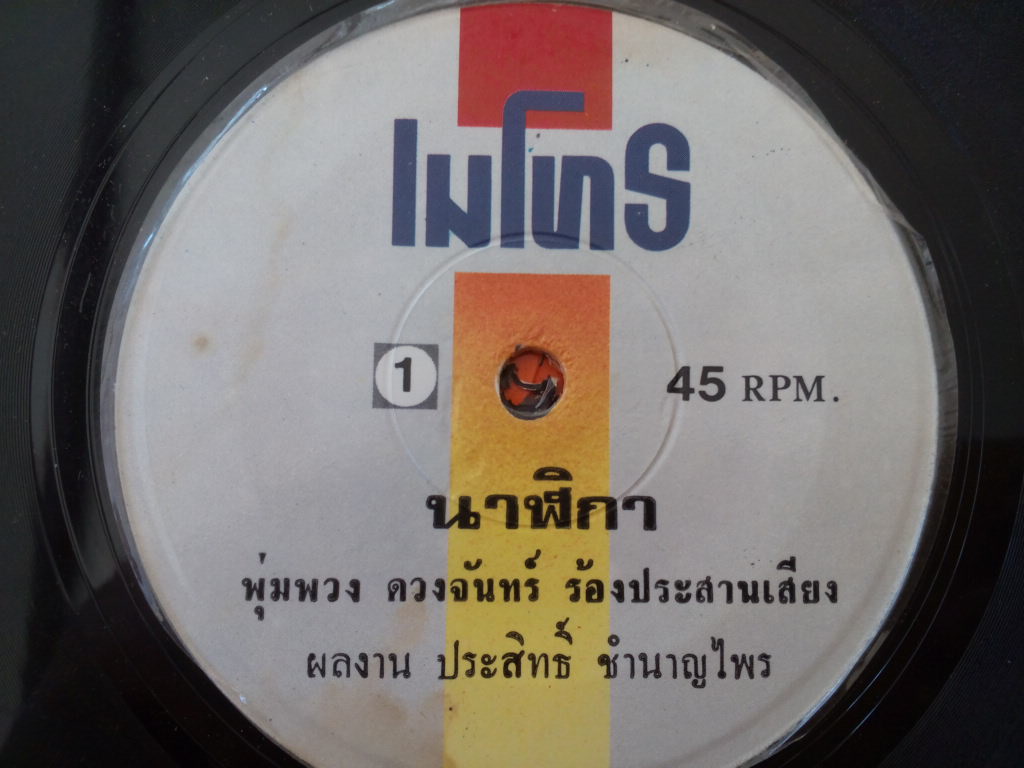 เมโทร
1 45 RPM.
นาฬิกา
พุ่มพวง ดวงจันทร์ ร้องประสานเสียง
ผลงาน ประสิทธิ์ ชำนาญไพร